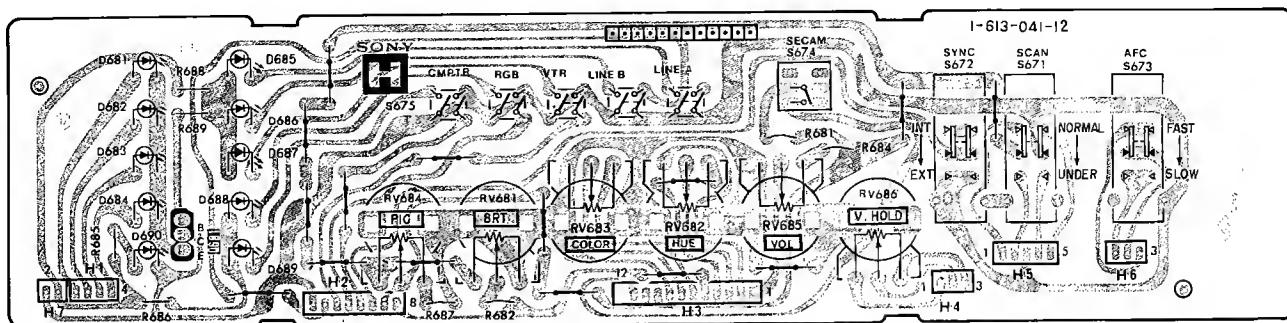 1-613-041-12
SONY
H
SECAM
S674
SYNC
S672
SCAN
S671
AFC
S673
D681
R688
D685
CMPTR
RGB
VTR
LINE B
LINE A
S675
D682
R689
D686
R681
R684
INT
EXT
NORMAL
UNDER
FAST
SLOW
D683
D687
D684
D688
RV684
PIC
RV681
BRT.
RV683
COLOR
RV682
HUE
RV685
VOL
RV686
V. HOLD
R685
D690
B
C
E
D689
H1
4
2
H7
R686
H2
8
R687
R682
12
H3
1
1
3
H4
1
5
H5
3
H6